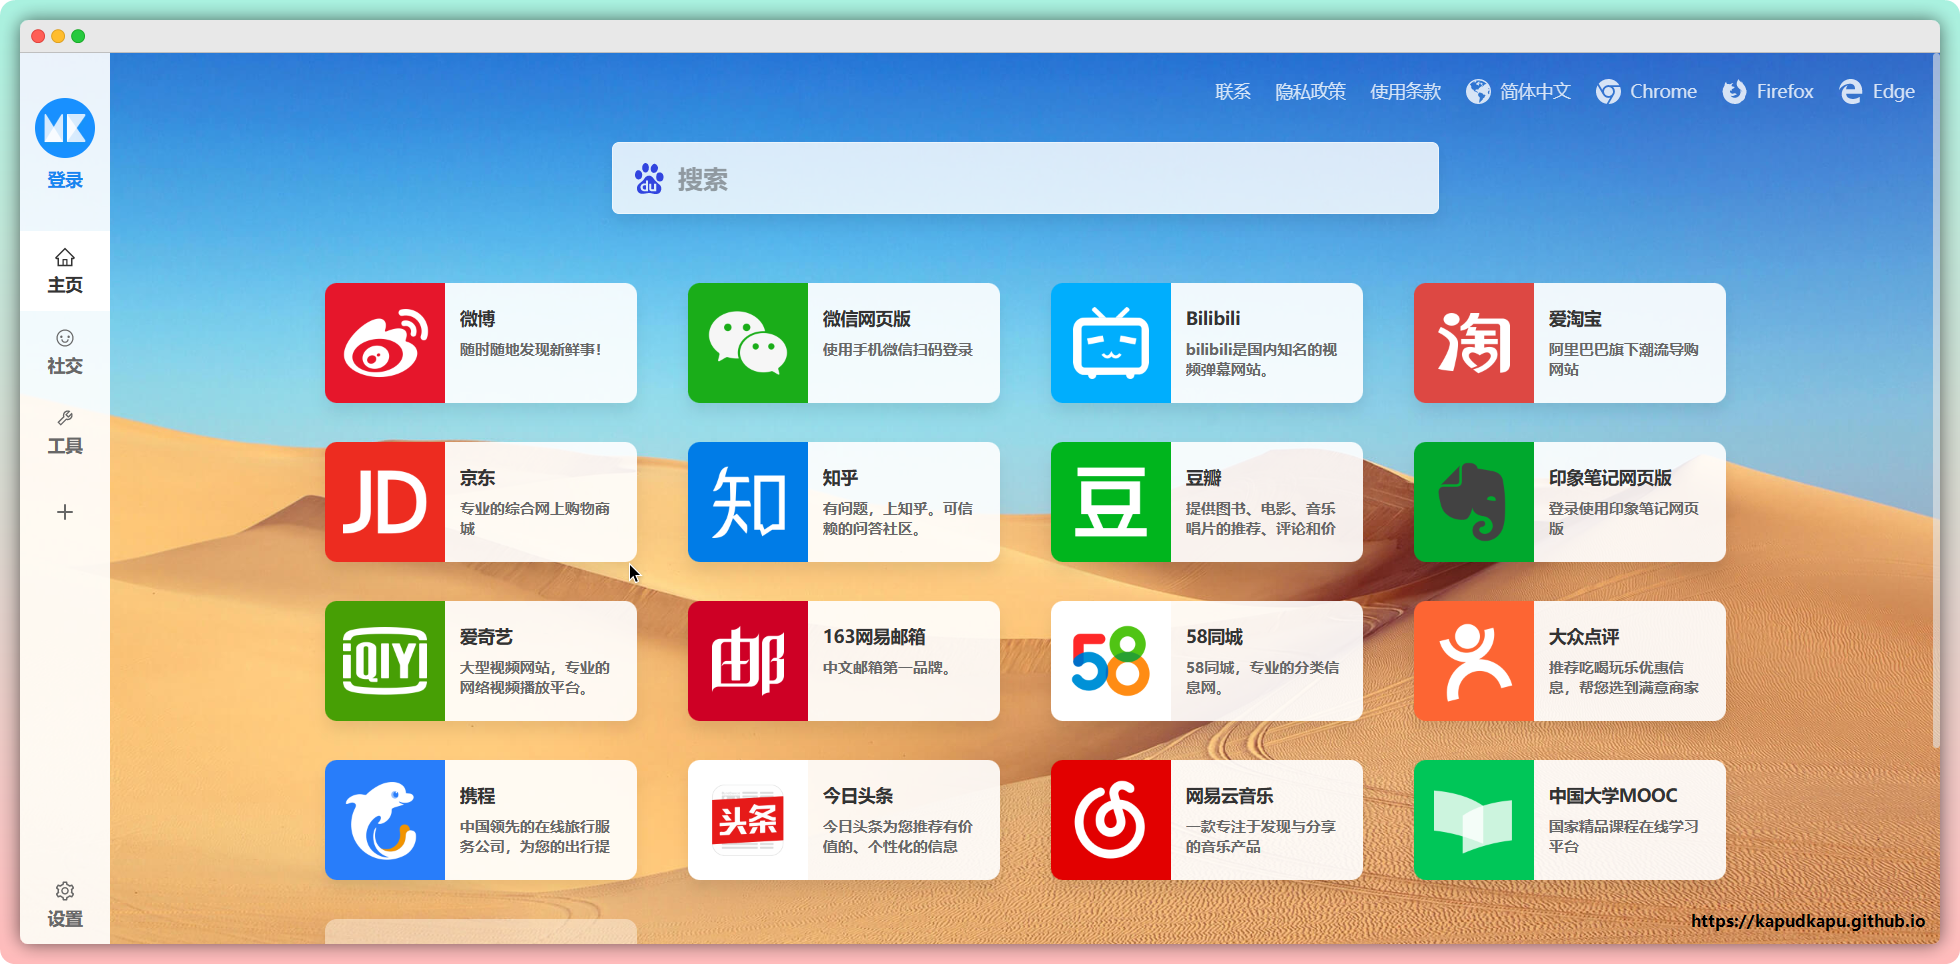 联系 隐私政策 使用条款 简体中文 Chrome Firefox Edge
登录
主页
社交
工具
设置
du
搜索
微博
随时随地发现新鲜事!
微信网页版
使用手机微信扫码登录
Bilibili
bilibili是国内知名的视
频弹幕网站。
淘
爱淘宝
阿里巴巴旗下潮流导购
网站
JD
京东
专业的综合网上购物商
城
知
知乎
有问题，上知乎。可信
赖的问答社区。
豆
豆瓣
提供图书、电影、音乐
唱片的推荐、评论和价
印象笔记网页版
登录使用印象笔记网页
版
iQIYI
爱奇艺
大型视频网站，专业的
网络视频播放平台。
邮
163网易邮箱
中文邮箱第一品牌。
58
58同城
58同城，专业的分类信
息网。
大众点评
推荐吃喝玩乐优惠信
息，帮您选到满意商家
携程
中国领先的在线旅行服
务公司，为您的出行提
头条
今日头条
今日头条为您推荐有价
值的、个性化的信息
网易云音乐
一款专注于发现与分享
的音乐产品
中国大学MOOC
国家精品课程在线学习
平台
https://kapudkapu.github.io